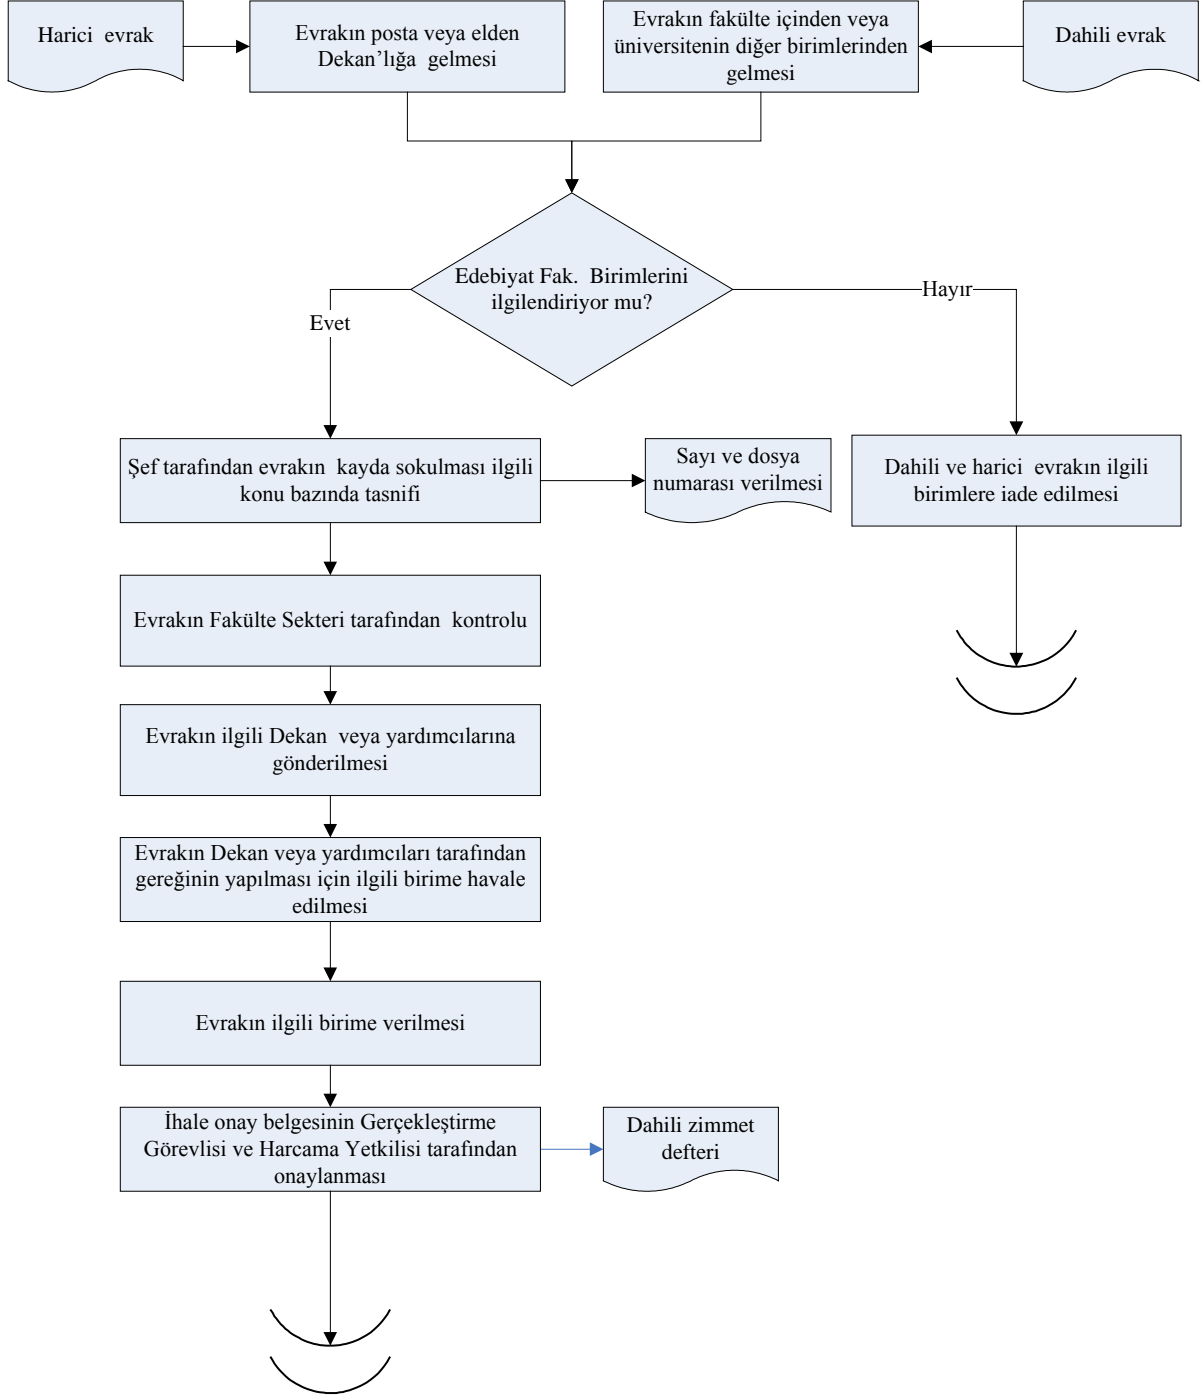 Harici evrak
Evrakın posta veya elden
Dekan’lığa gelmesi
Evrakın fakülte içinden veya
üniversitenin diğer birimlerinden
gelmesi
Dahili evrak
Edebiyat Fak. Birimlerini
ilgilendiriyor mu?
Evet
Hayır
Şef tarafından evrakın kayda sokulması ilgili
konu bazında tasnifi
Sayı ve dosya
numarası verilmesi
Dahili ve harici evrakın ilgili
birimlere iade edilmesi
Evrakın Fakülte Sekteri tarafından kontrolu
Evrakın ilgili Dekan veya yardımcılarına
gönderilmesi
Evrakın Dekan veya yardımcıları tarafından
gereğinin yapılması için ilgili birime havale
edilmesi
Evrakın ilgili birime verilmesi
İhale onay belgesinin Gerçekleştirme
Görevlisi ve Harcama Yetkilisi tarafından
onaylanması
Dahili zimmet
defteri